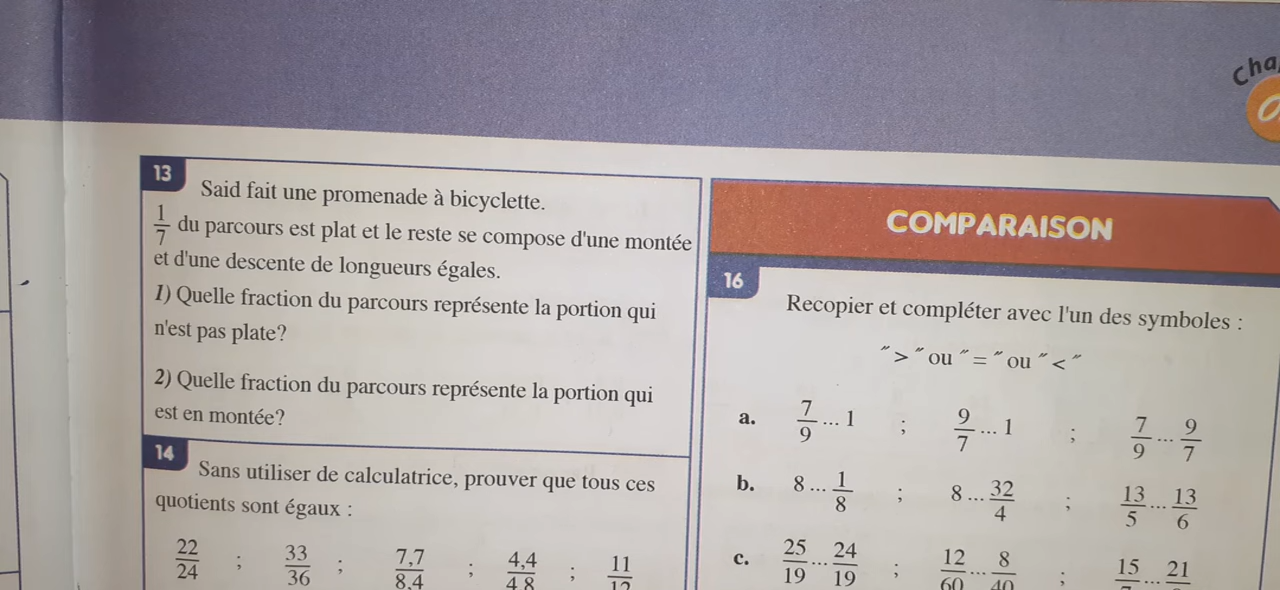 Cha
13
Said fait une promenade à bicyclette.
1/7 du parcours est plat et le reste se compose d'une montée
et d'une descente de longueurs égales.
1) Quelle fraction du parcours représente la portion qui
n'est pas plate?
2) Quelle fraction du parcours représente la portion qui
est en montée?
14
Sans utiliser de calculatrice, prouver que tous ces
quotients sont égaux :
22/24 ; 33/36 ; 7,7/8,4 ; 4,4/4,8 ; 11/12
COMPARAISON
16
Recopier et compléter avec l'un des symboles :
">" ou "=" ou "<"
a. 7/9 ... 1 ; 9/7 ... 1 ; 7/9 ... 9/7
b. 8 ... 1/8 ; 8 ... 32/4 ; 13/5 ... 13/6
c. 25/19 ... 24/19 ; 12/60 ... 8/40 ; 15 ... 21